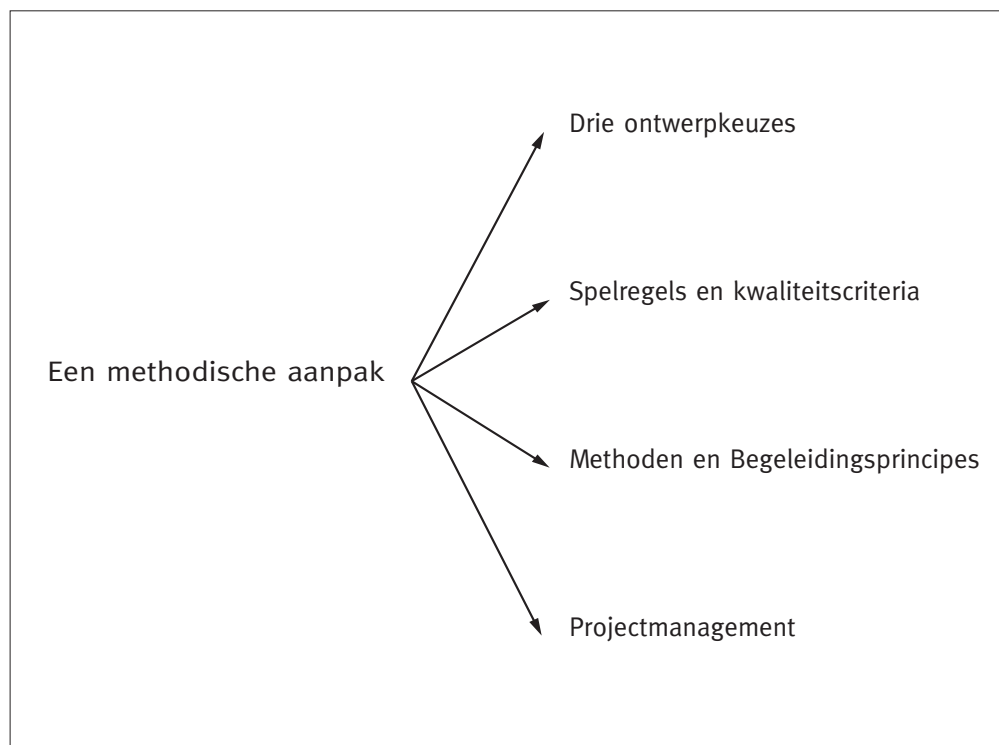 Drie ontwerpkeuzes
Spelregels en kwaliteitscriteria
Een methodische aanpak
Methoden en Begeleidingsprincipes
Projectmanagement